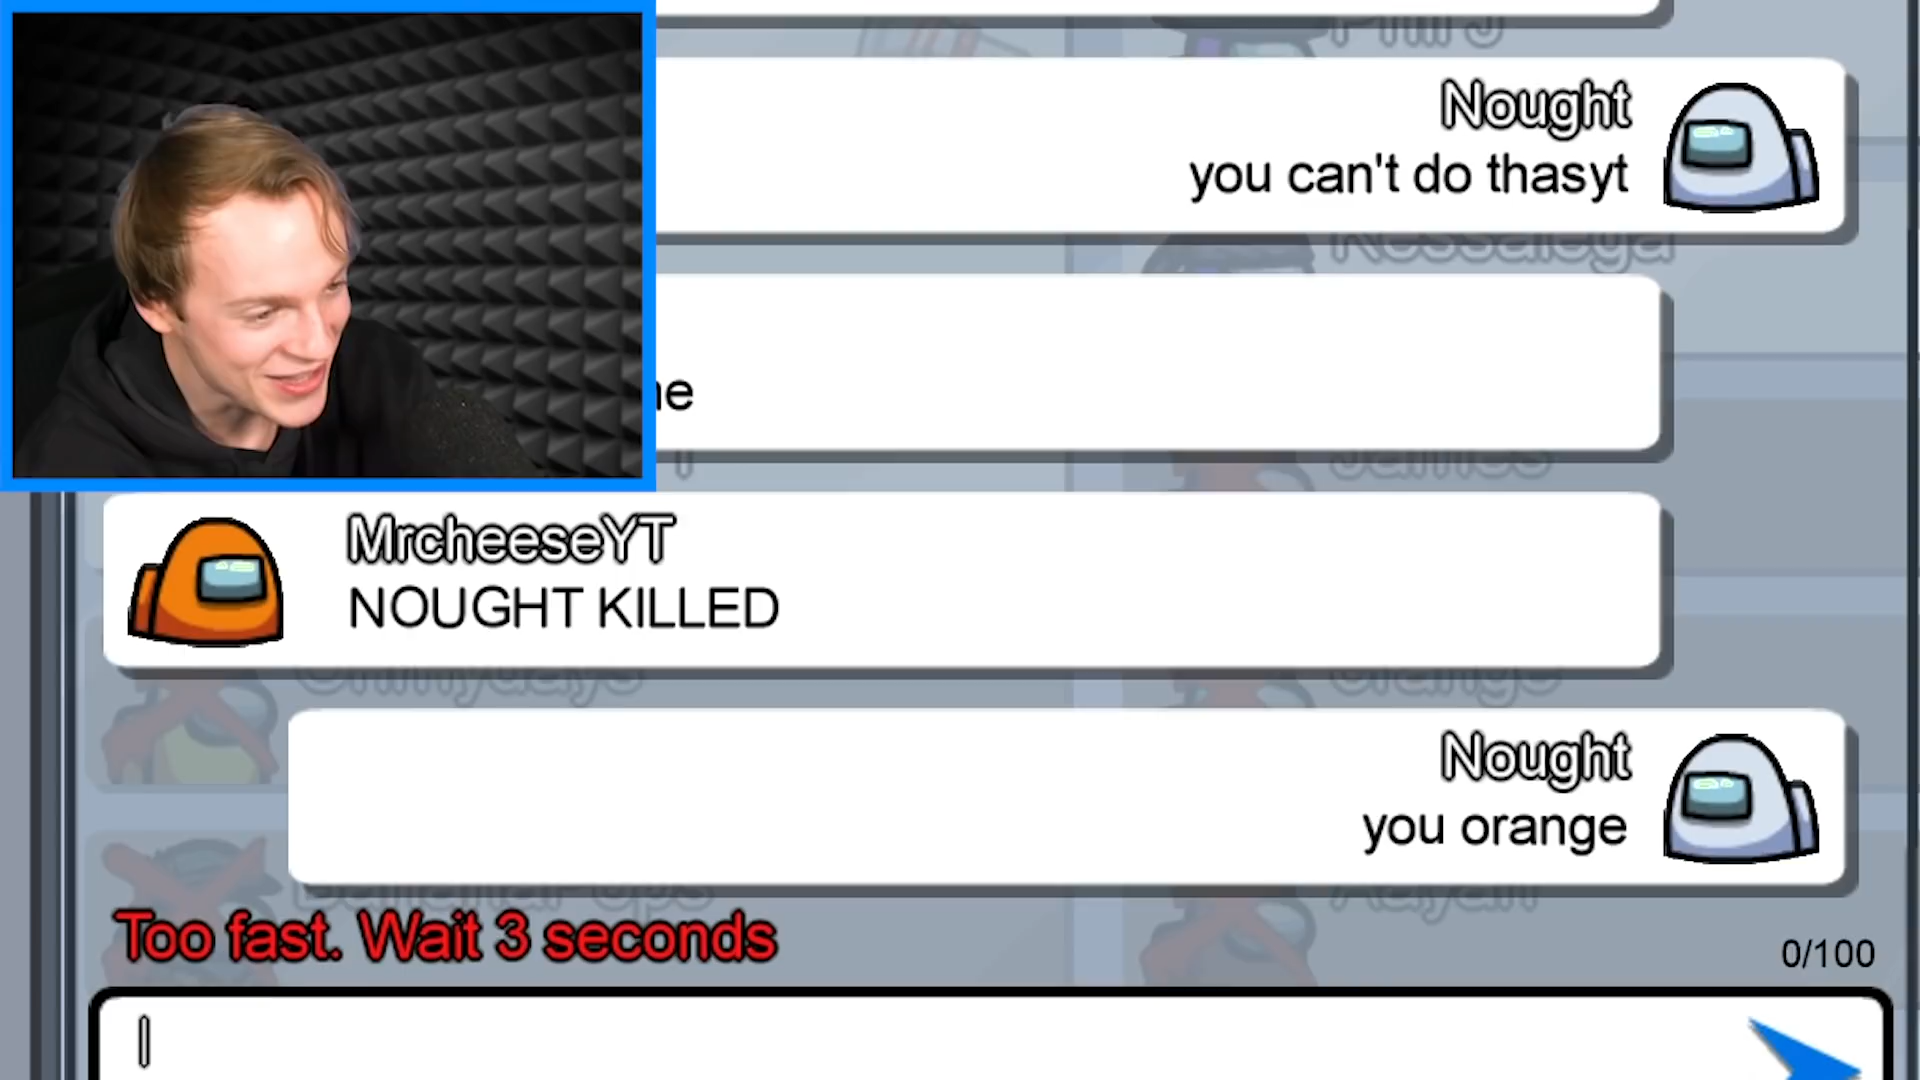 Nought
you can't do thasyt
MrcheeseYT
NOUGHT KILLED
Nought
you orange
Too fast. Wait 3 seconds
0/100